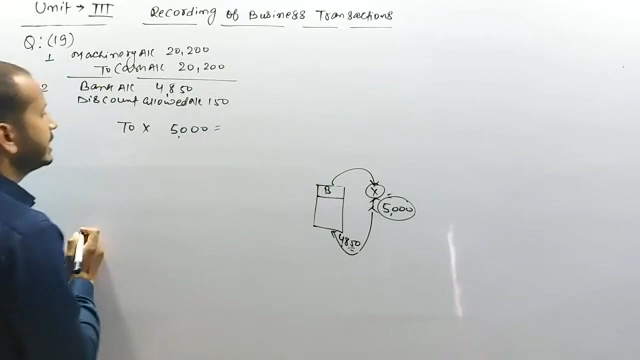 Unit → III Recording of Business Transactions
Q: (19)
1 Machinery A/c 20,200
To Cash A/c 20,200
2 Bank A/c 4,850
Discount allowed A/c 150
To X 5,000 =
B X
5,000
4850